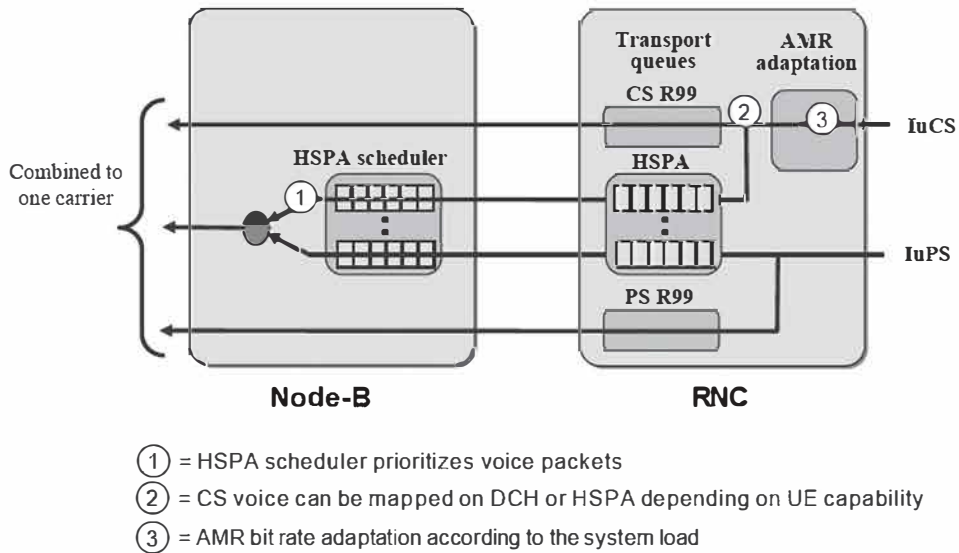 Transport
queues
AMR
adaptation
CS R99
2
3
IuCS
Combined to
one carrier
HSPA scheduler
HSPA
1
IuPS
PS R99
Node-B
RNC
1 = HSPA scheduler prioritizes voice packets
2 = CS voice can be mapped on DCH or HSPA depending on UE capability
3 = AMR bit rate adaptation according to the system load